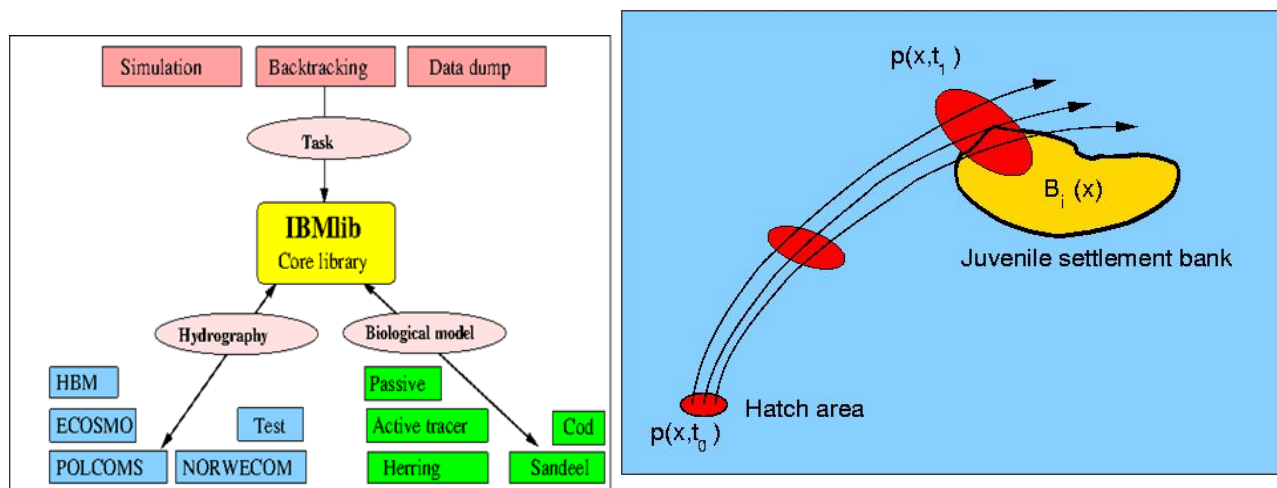 Simulation
Backtracking
Data dump
Task
IBMlib
Core library
Hydrography
Biological model
HBM
ECOSMO
Test
POLCOMS
NORWECOM
Passive
Active tracer
Cod
Herring
Sandeel
p(x,t₁)
Bᵢ(x)
Juvenile settlement bank
Hatch area
p(x,t₀)